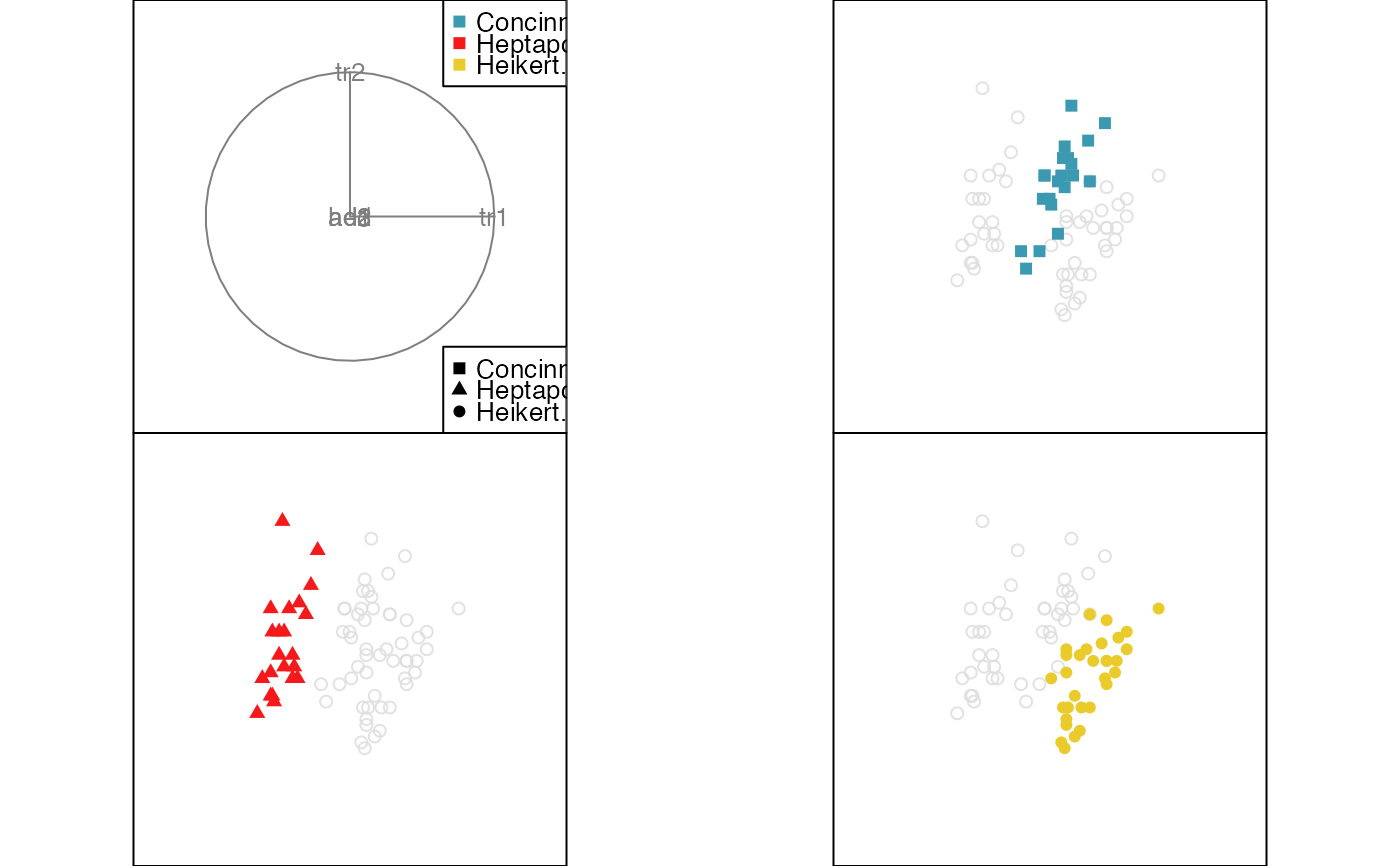 Concinn
Heptapo
Heikert.
tr2
tr1
Concinn
Heptapo
Heikert.